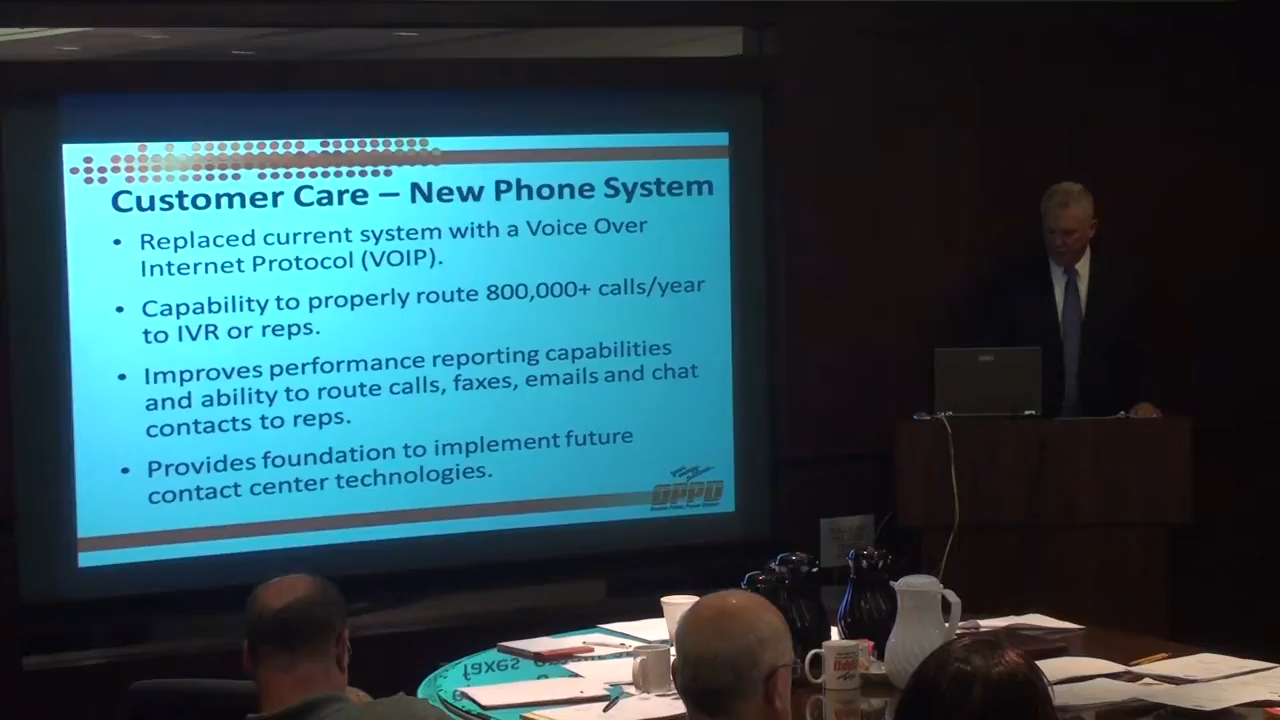 Customer Care – New Phone System
• Replaced current system with a Voice Over
Internet Protocol (VOIP).
• Capability to properly route 800,000+ calls/year
to IVR or reps.
• Improves performance reporting capabilities
and ability to route calls, faxes, emails and chat
contacts to reps.
• Provides foundation to implement future
contact center technologies.
OPPD